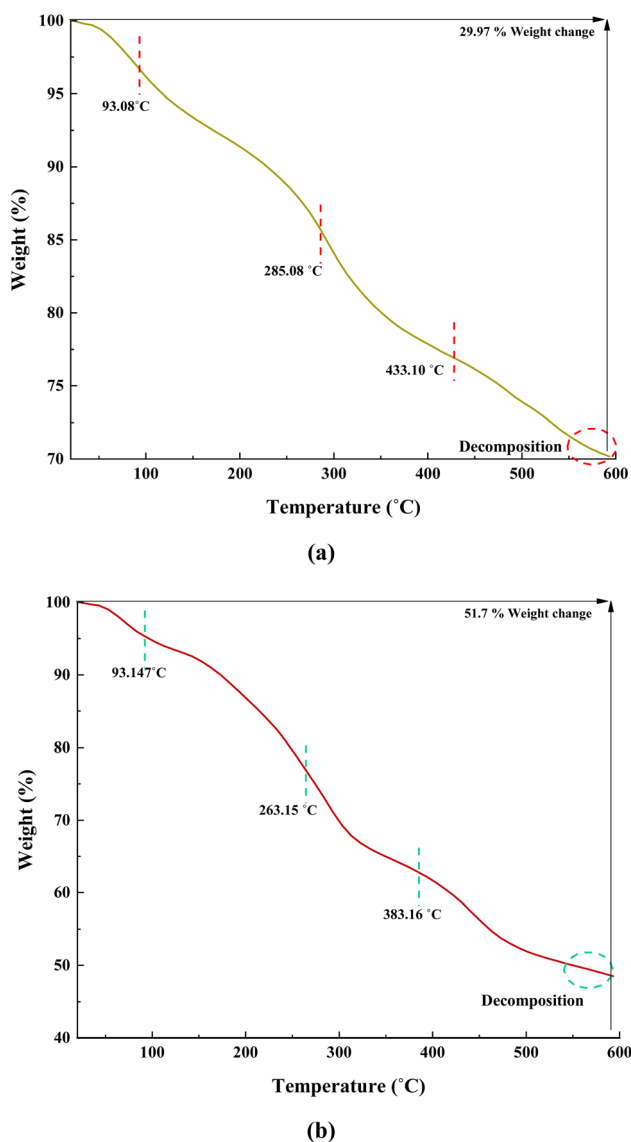 100
29.97 % Weight change
95
93.08˚C
90
Weight (%)
85
285.08 ˚C
80
433.10 ˚C
75
Decomposition
70
100
200
300
400
500
600
Temperature (˚C)
(a)
100
51.7 % Weight change
93.147˚C
90
80
Weight (%)
263.15 ˚C
70
383.16 ˚C
60
50
Decomposition
40
100
200
300
400
500
600
Temperature (˚C)
(b)